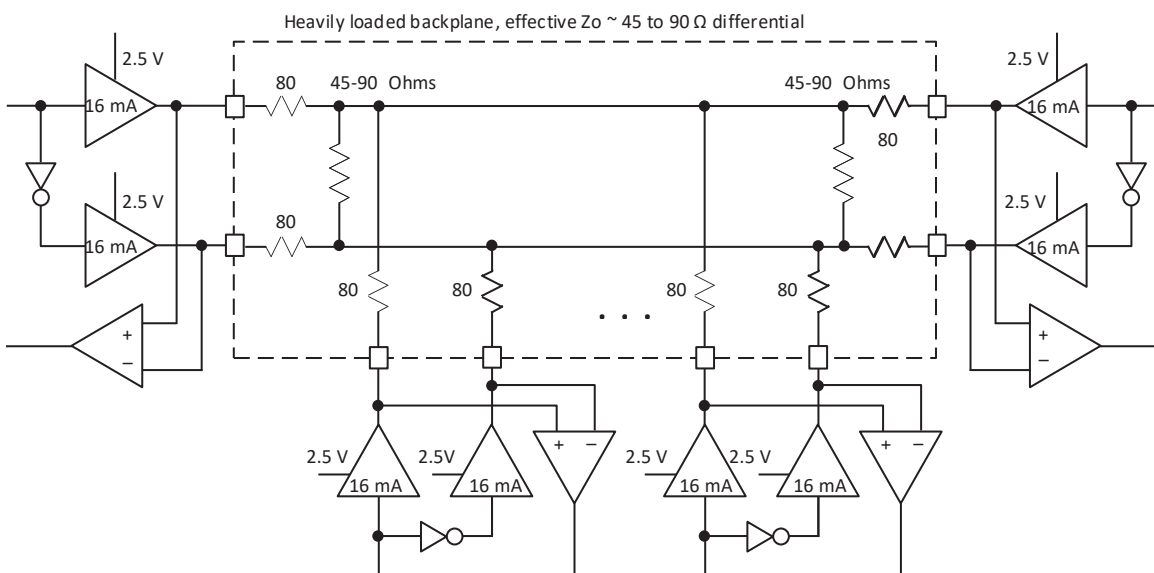 Heavily loaded backplane, effective Zo ~ 45 to 90 Ω differential
2.5 V
16 mA
80
45-90 Ohms
45-90 Ohms
80
2.5 V
16 mA
2.5 V
16 mA
80
2.5 V
16 mA
+
−
80
80
. . .
80
80
+
−
2.5 V
16 mA
2.5V
16 mA
+ −
2.5 V
16 mA
2.5 V
16 mA
+ −